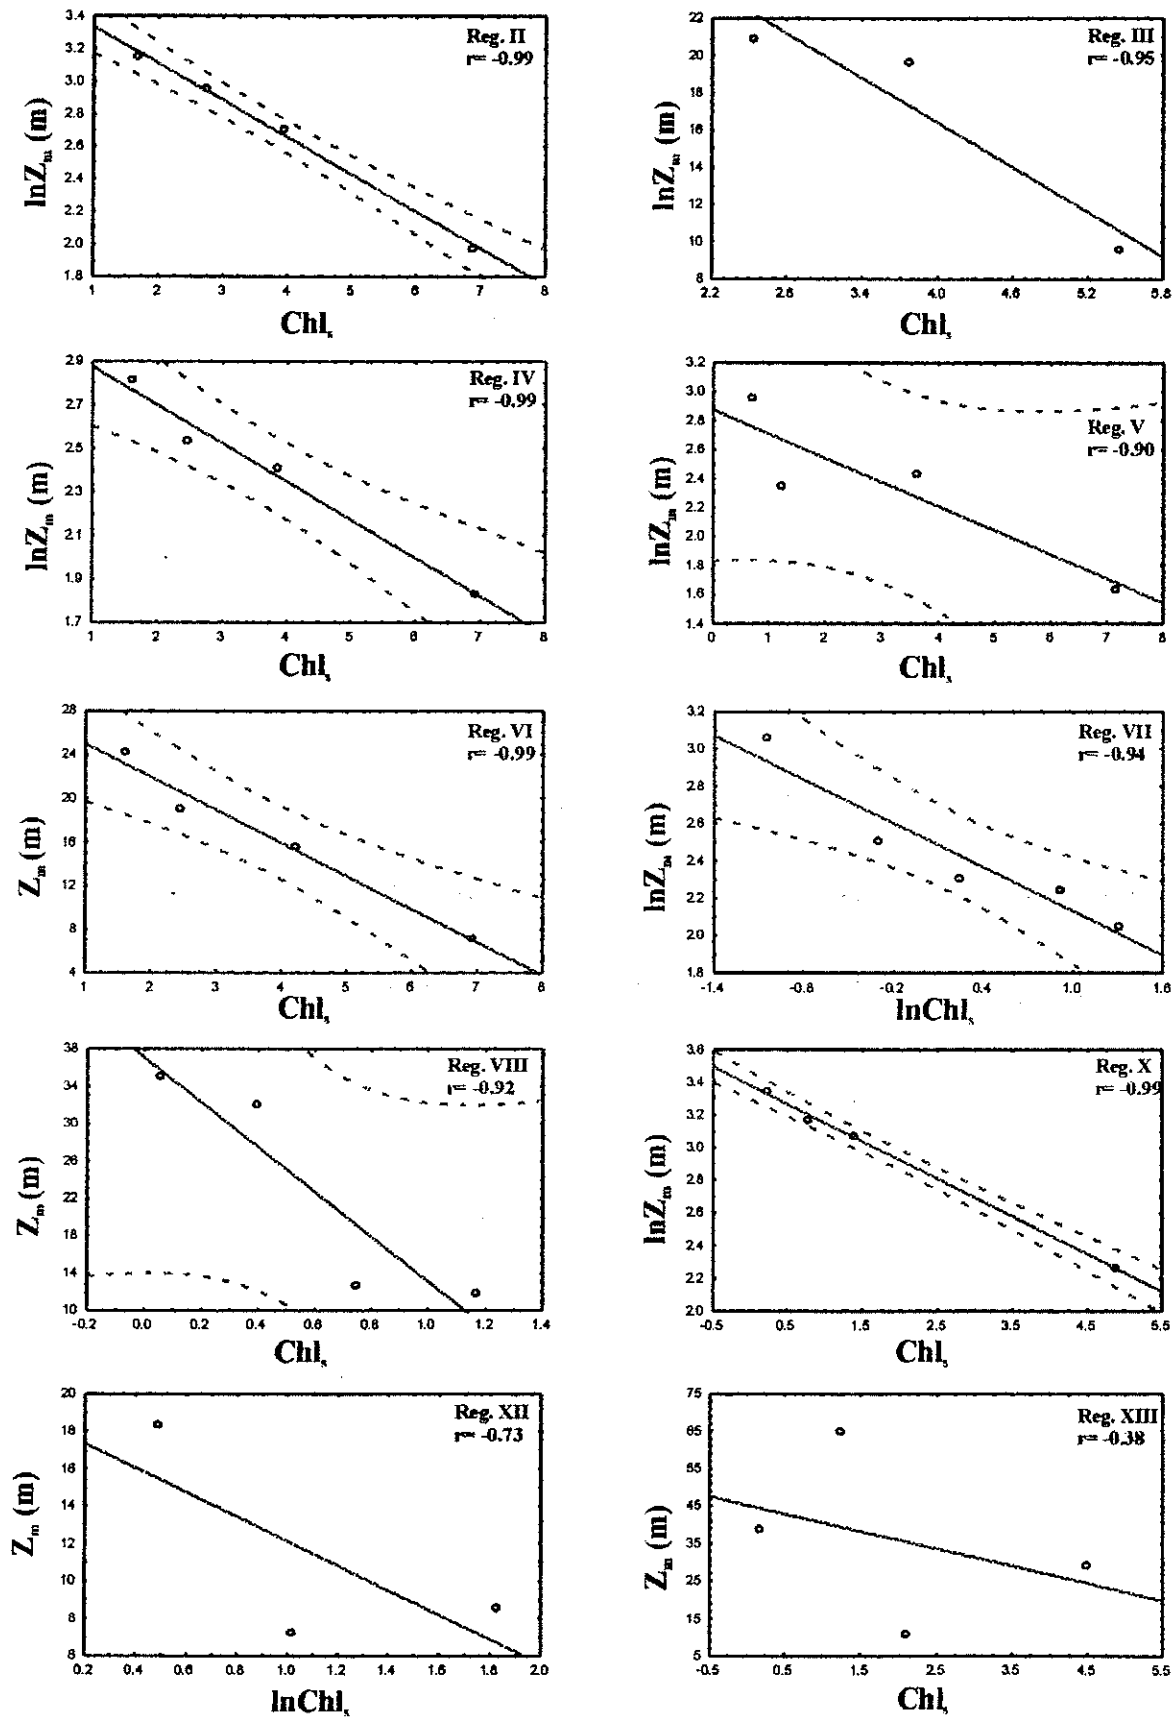 Reg. II
r= -0.99
3.4
3.0
2.6
2.2
1.8
lnZm (m)
1 2 3 4 5 6 7 8
Chls
Reg. III
r= -0.95
22
20
18
16
14
12
10
8
lnZm (m)
2.2 2.8 3.4 4.0 4.6 5.2 5.8
Chls
Reg. IV
r= -0.99
2.9
2.7
2.5
2.3
2.1
1.9
1.7
lnZm (m)
1 2 3 4 5 6 7 8
Chls
Reg. V
r= -0.90
3.2
3.0
2.8
2.6
2.4
2.2
2.0
1.8
1.6
1.4
lnZm (m)
0 1 2 3 4 5 6 7 8
Chls
Reg. VI
r= -0.99
28
24
20
16
12
8
4
Zm (m)
1 2 3 4 5 6 7 8
Chls
Reg. VII
r= -0.94
3.2
3.0
2.8
2.6
2.4
2.2
2.0
1.8
lnZm (m)
-1.4 -0.8 -0.2 0.4 1.0 1.6
lnChls
Reg. VIII
r= -0.92
38
34
30
26
22
18
14
10
Zm (m)
-0.2 0.0 0.2 0.4 0.6 0.8 1.0 1.2 1.4
Chls
Reg. X
r= -0.99
3.6
3.4
3.2
3.0
2.8
2.6
2.4
2.2
2.0
lnZm (m)
-0.5 0.5 1.5 2.5 3.5 4.5 5.5
Chls
Reg. XII
r= -0.73
20
18
16
14
12
10
8
Zm (m)
0.2 0.4 0.6 0.8 1.0 1.2 1.4 1.6 1.8 2.0
lnChls
Reg. XIII
r= -0.38
75
65
55
45
35
25
15
5
Zm (m)
-0.5 0.5 1.5 2.5 3.5 4.5 5.5
Chls